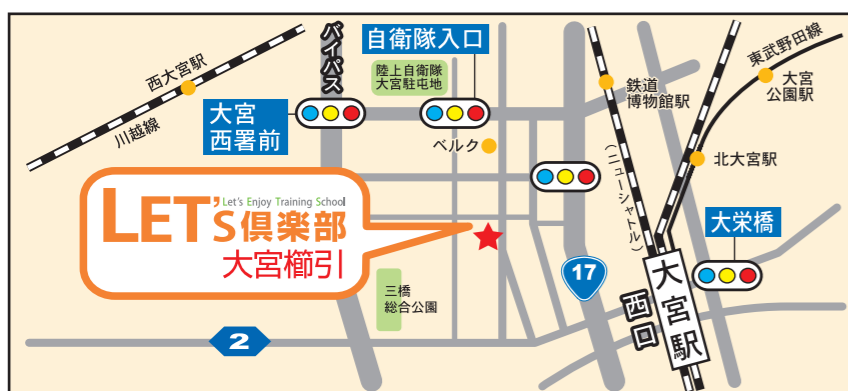 西大宮駅
川越線
バイパス
大宮
西署前
自衛隊入口
陸上自衛隊
大宮駐屯地
ベルク
鉄道
博物館駅
(ニューシャトル)
東武野田線
大宮
公園駅
北大宮駅
大栄橋
LET'S倶楽部
Let's Enjoy Training School
大宮櫛引
三橋
総合公園
17
西口
大宮駅
2